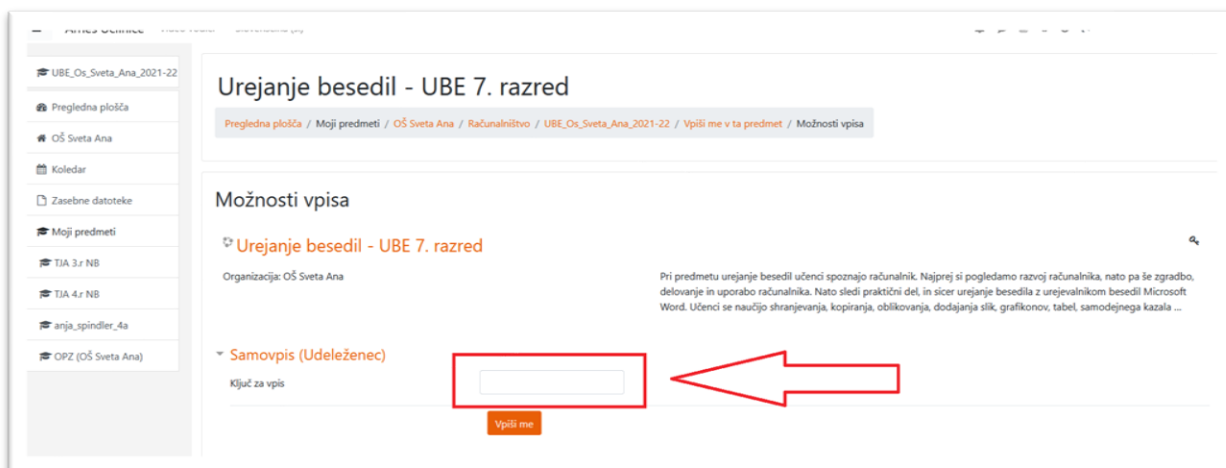 UBE_Os_Sveta_Ana_2021-22
Pregledna plošča
OŠ Sveta Ana
Koledar
Zasebne datoteke
Moji predmeti
TJA 3.r NB
TJA 4.r NB
anja_spindler_4a
OPZ (OŠ Sveta Ana)
Urejanje besedil - UBE 7. razred
Pregledna plošča / Moji predmeti / OŠ Sveta Ana / Računalništvo / UBE_Os_Sveta_Ana_2021-22 / Vpiši me v ta predmet / Možnosti vpisa
Možnosti vpisa
Urejanje besedil - UBE 7. razred
Organizacija: OŠ Sveta Ana
Pri predmetu urejanje besedil učenci spoznajo računalnik. Najprej si pogledamo razvoj računalnika, nato pa še zgradbo,
delovanje in uporabo računalnika. Nato sledi praktični del, in sicer urejanje besedila z urejevalnikom besedil Microsoft
Word. Učenci se naučijo shranjevanja, kopiranja, oblikovanja, dodajanja slik, grafikonov, tabel, samodejnega kazala ...
Samovpis (Udeleženec)
Ključ za vpis
Vpiši me